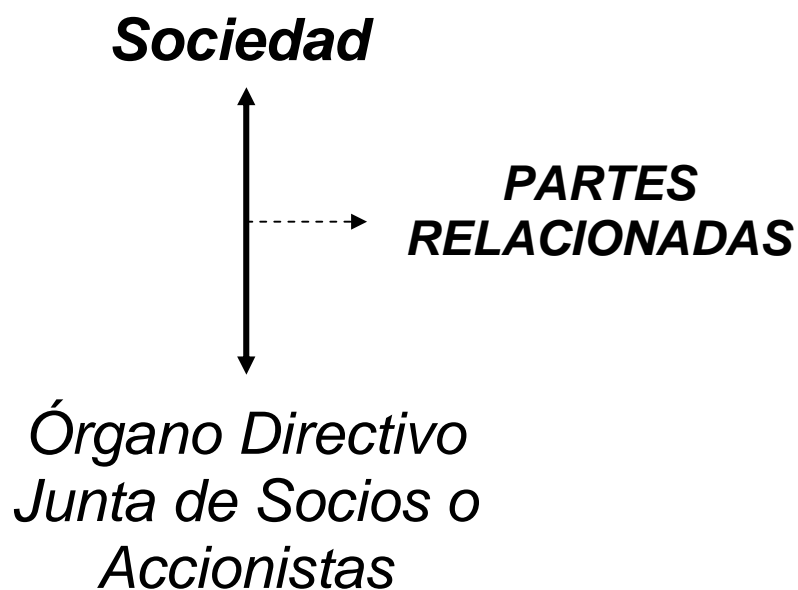 Sociedad
PARTES
RELACIONADAS
Órgano Directivo
Junta de Socios o
Accionistas